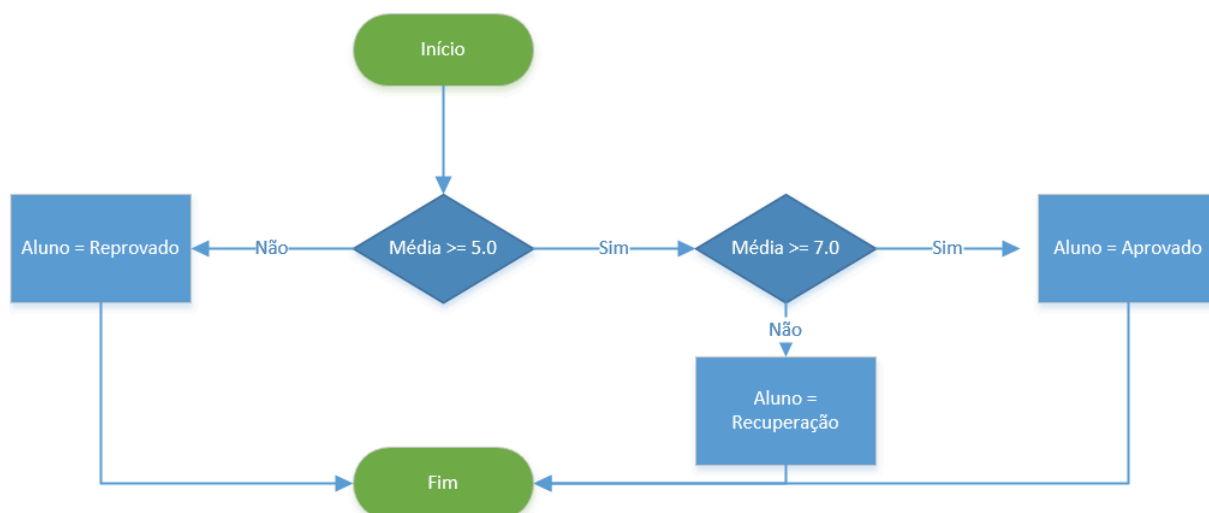 Início
Aluno = Reprovado
Não
Média >= 5.0
Sim
Média >= 7.0
Sim
Aluno = Aprovado
Não
Aluno =
Recuperação
Fim